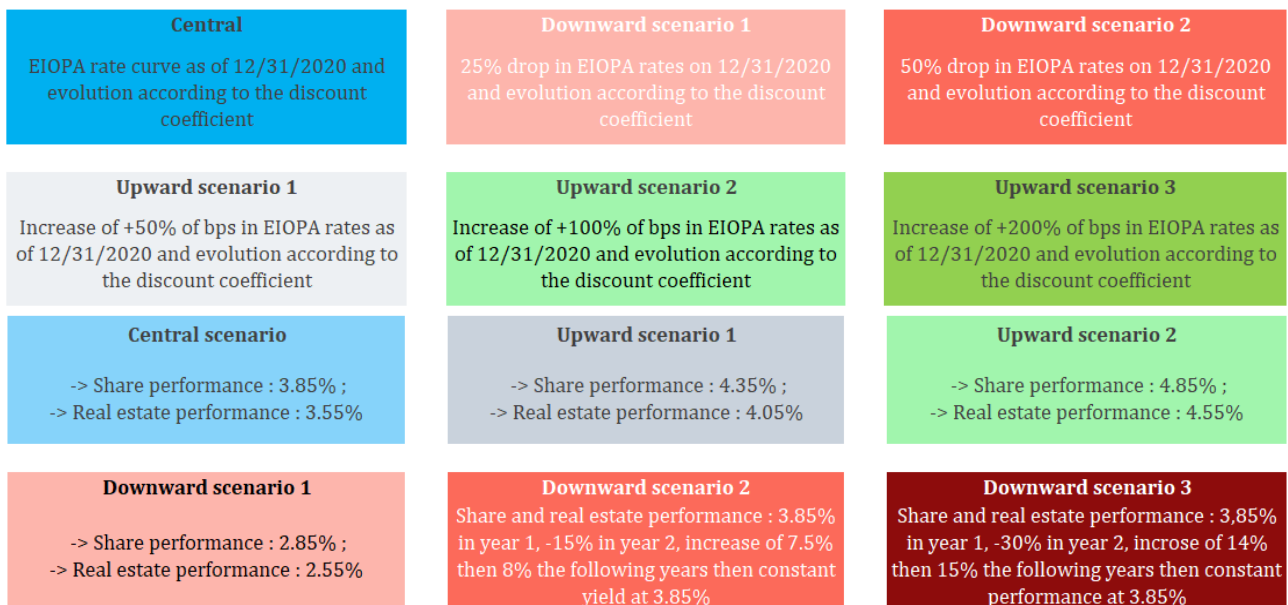 Central
EIOPA rate curve as of 12/31/2020 and
evolution according to the discount
coefficient
Downward scenario 1
25% drop in EIOPA rates on 12/31/2020
and evolution according to the discount
coefficient
Downward scenario 2
50% drop in EIOPA rates on 12/31/2020
and evolution according to the discount
coefficient
Upward scenario 1
Increase of +50% of bps in EIOPA rates as
of 12/31/2020 and evolution according to
the discount coefficient
Upward scenario 2
Increase of +100% of bps in EIOPA rates as
of 12/31/2020 and evolution according to
the discount coefficient
Upward scenario 3
Increase of +200% of bps in EIOPA rates as
of 12/31/2020 and evolution according to
the discount coefficient
Central scenario
-> Share performance : 3.85% ;
-> Real estate performance : 3.55%
Upward scenario 1
-> Share performance : 4.35% ;
-> Real estate performance : 4.05%
Upward scenario 2
-> Share performance : 4.85% ;
-> Real estate performance : 4.55%
Downward scenario 1
-> Share performance : 2.85% ;
-> Real estate performance : 2.55%
Downward scenario 2
Share and real estate performance : 3.85%
in year 1, -15% in year 2, increase of 7.5%
then 8% the following years then constant
yield at 3.85%
Downward scenario 3
Share and real estate performance : 3,85%
in year 1, -30% in year 2, incrose of 14%
then 15% the following years then constant
performance at 3.85%